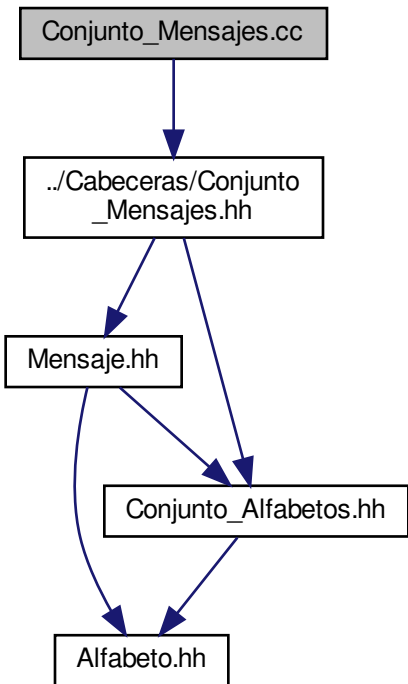 Conjunto_Mensajes.cc
../Cabeceras/Conjunto
_Mensajes.hh
Mensaje.hh
Conjunto_Alfabetos.hh
Alfabeto.hh